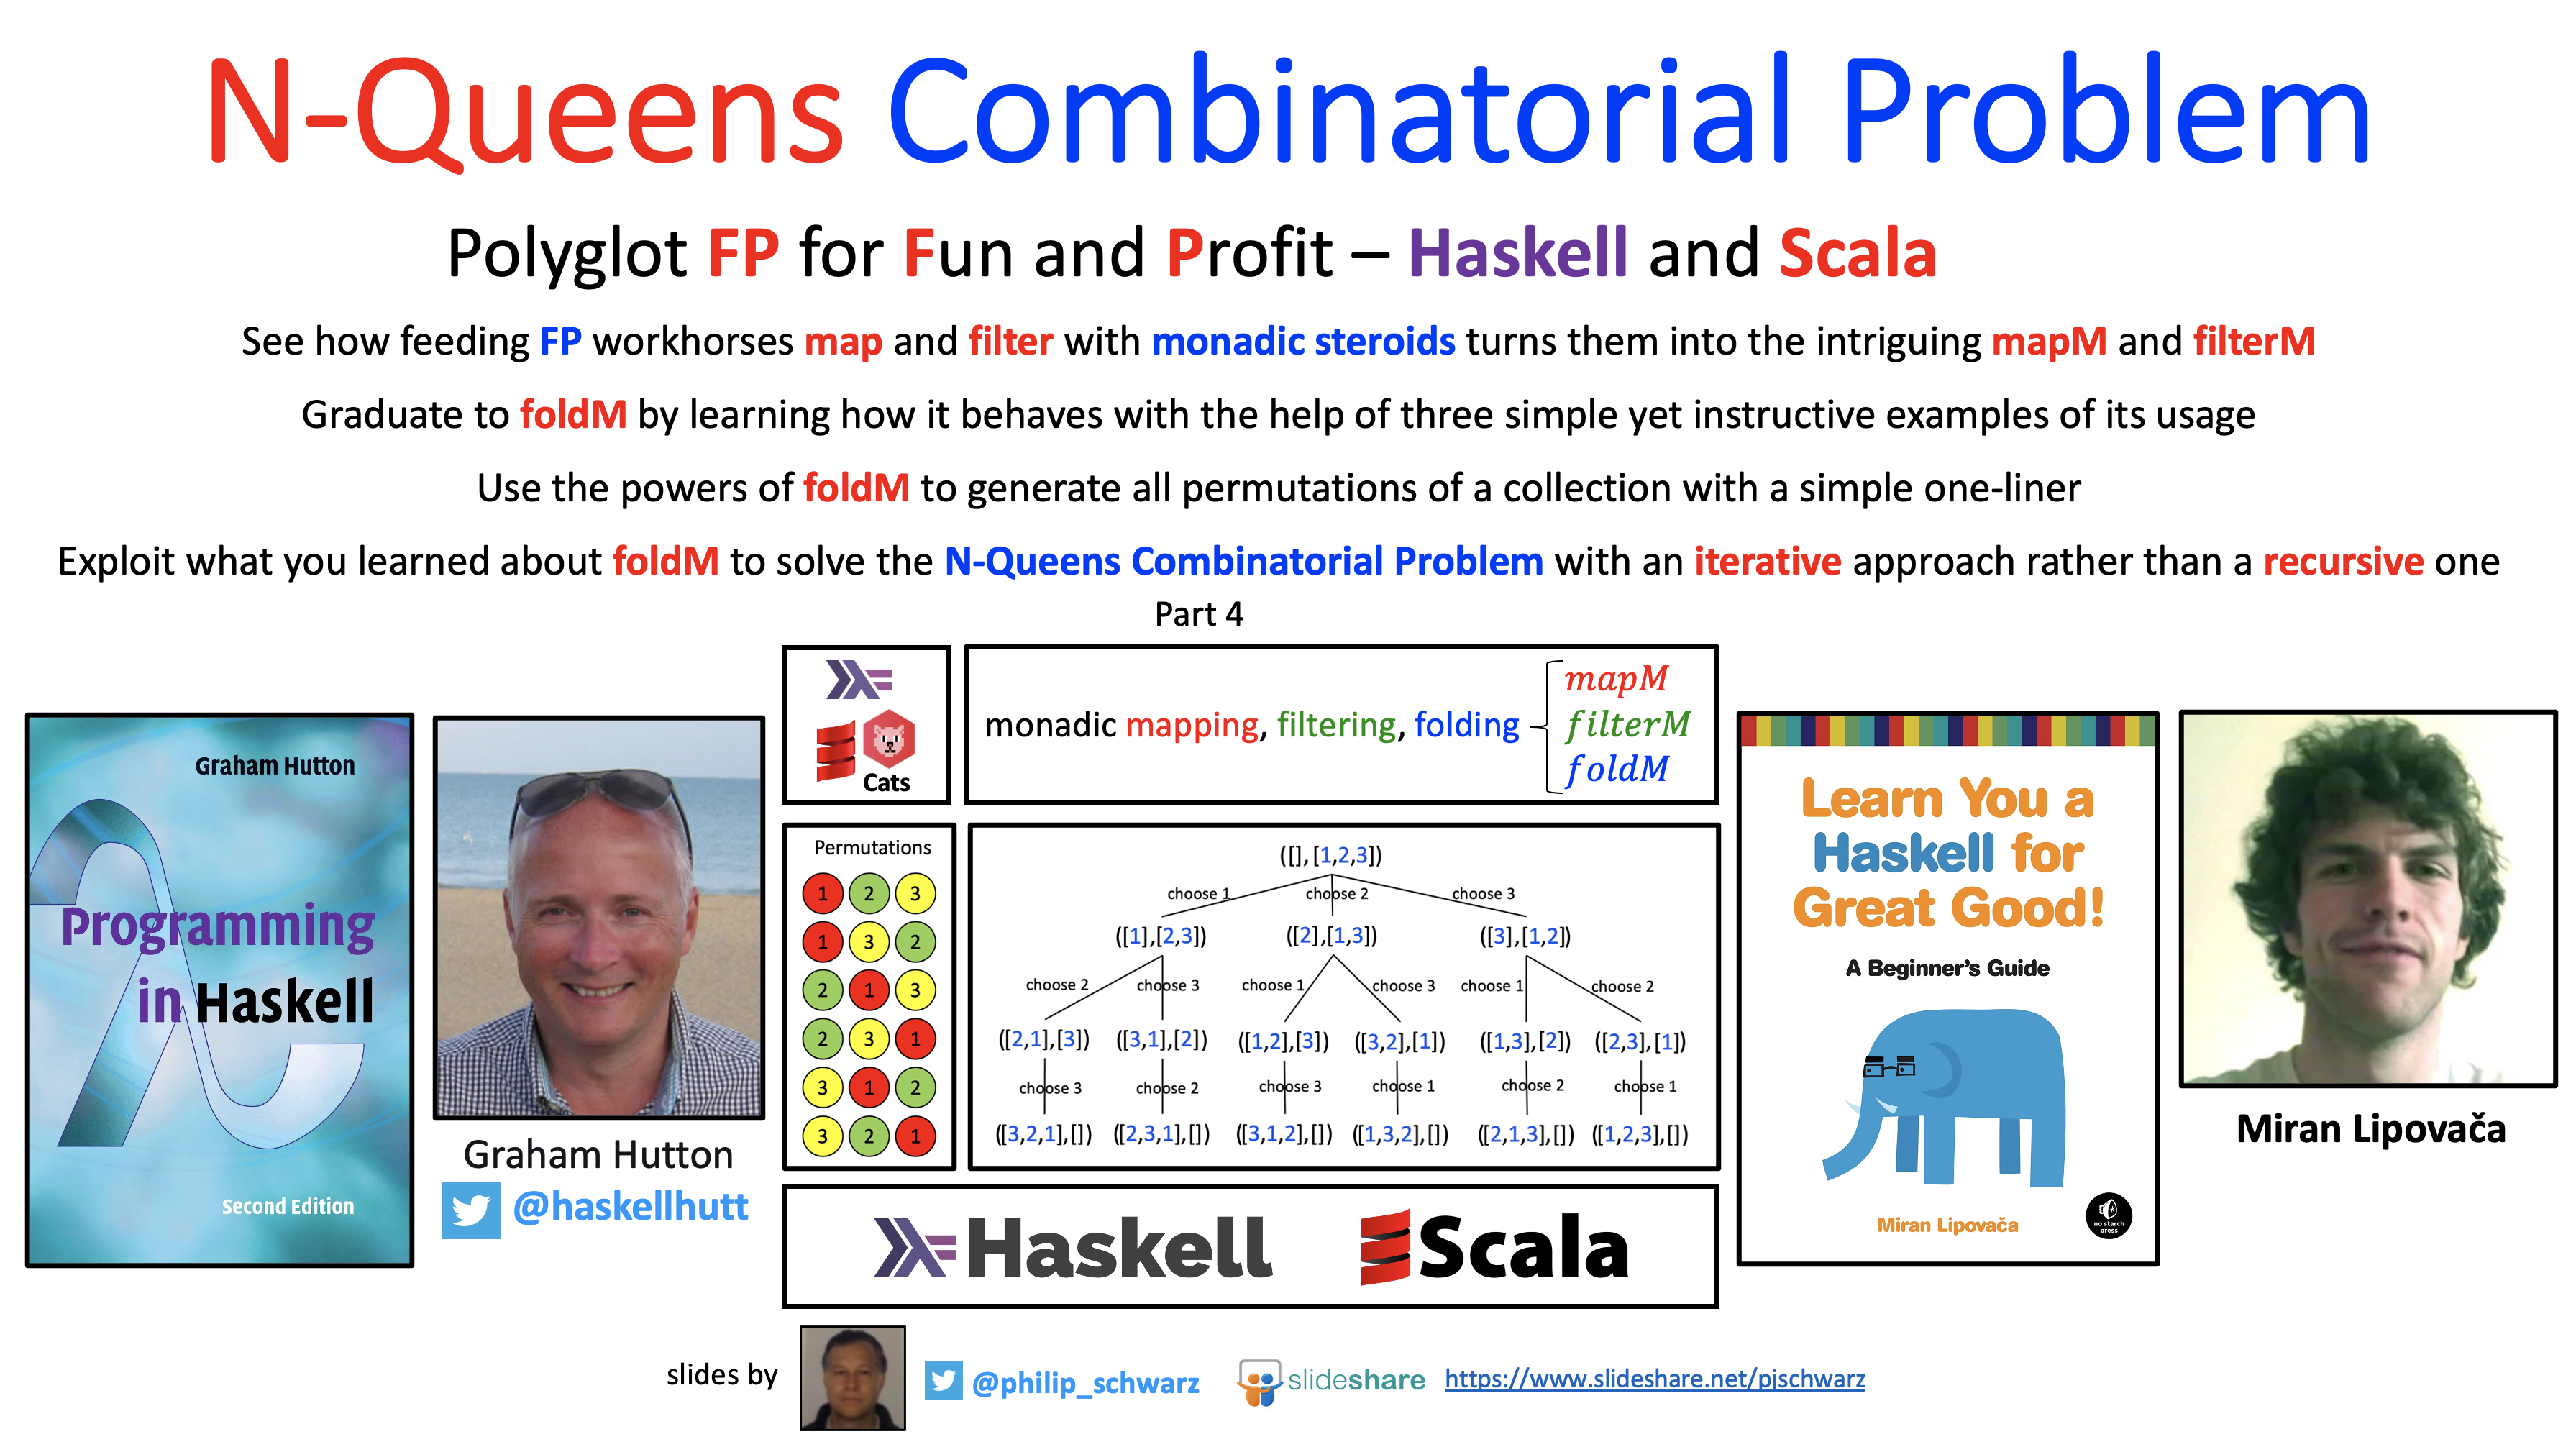 N-Queens Combinatorial Problem
Polyglot FP for Fun and Profit – Haskell and Scala
See how feeding FP workhorses map and filter with monadic steroids turns them into the intriguing mapM and filterM
Graduate to foldM by learning how it behaves with the help of three simple yet instructive examples of its usage
Use the powers of foldM to generate all permutations of a collection with a simple one-liner
Exploit what you learned about foldM to solve the N-Queens Combinatorial Problem with an iterative approach rather than a recursive one
Part 4
Graham Hutton
Programming
in Haskell
Second Edition
Graham Hutton
@haskellhutt
Cats
monadic mapping, filtering, folding
mapM
filterM
foldM
Permutations
1 2 3
1 3 2
2 1 3
2 3 1
3 1 2
3 2 1
([], [1,2,3])
choose 1 choose 2 choose 3
([1],[2,3]) ([2],[1,3]) ([3],[1,2])
choose 2 choose 3 choose 1 choose 3 choose 1 choose 2
([2,1],[3]) ([3,1],[2]) ([1,2],[3]) ([3,2],[1]) ([1,3],[2]) ([2,3],[1])
choose 3 choose 2 choose 3 choose 1 choose 2 choose 1
([3,2,1],[]) ([2,3,1],[]) ([3,1,2],[]) ([1,3,2],[]) ([2,1,3],[]) ([1,2,3],[])
Haskell Scala
Learn You a
Haskell for
Great Good!
A Beginner's Guide
Miran Lipovača
no starch
press
Miran Lipovača
slides by
@philip_schwarz
slideshare
https://www.slideshare.net/pjschwarz